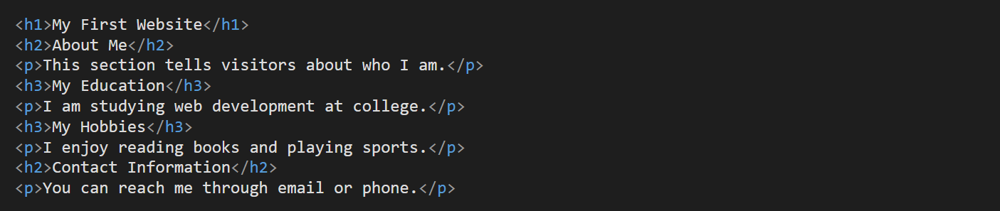 <h1>My First Website</h1>
<h2>About Me</h2>
<p>This section tells visitors about who I am.</p>
<h3>My Education</h3>
<p>I am studying web development at college.</p>
<h3>My Hobbies</h3>
<p>I enjoy reading books and playing sports.</p>
<h2>Contact Information</h2>
<p>You can reach me through email or phone.</p>